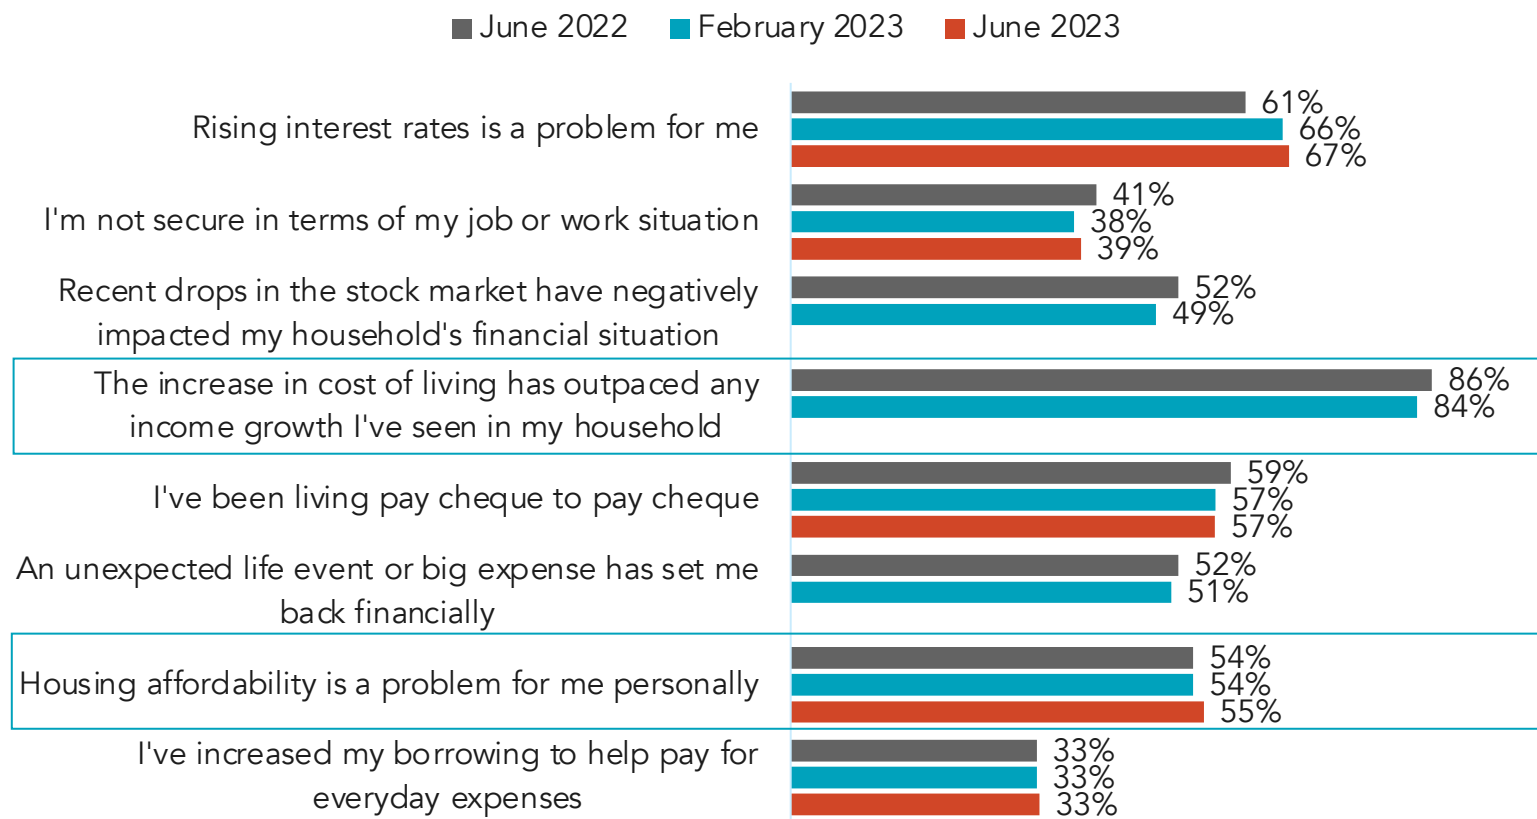 June 2022 February 2023 June 2023
Rising interest rates is a problem for me
61%
66%
67%
I'm not secure in terms of my job or work situation
41%
38%
39%
Recent drops in the stock market have negatively
impacted my household's financial situation
52%
49%
The increase in cost of living has outpaced any
income growth I've seen in my household
86%
84%
I've been living pay cheque to pay cheque
59%
57%
57%
An unexpected life event or big expense has set me
back financially
52%
51%
Housing affordability is a problem for me personally
54%
54%
55%
I've increased my borrowing to help pay for
everyday expenses
33%
33%
33%